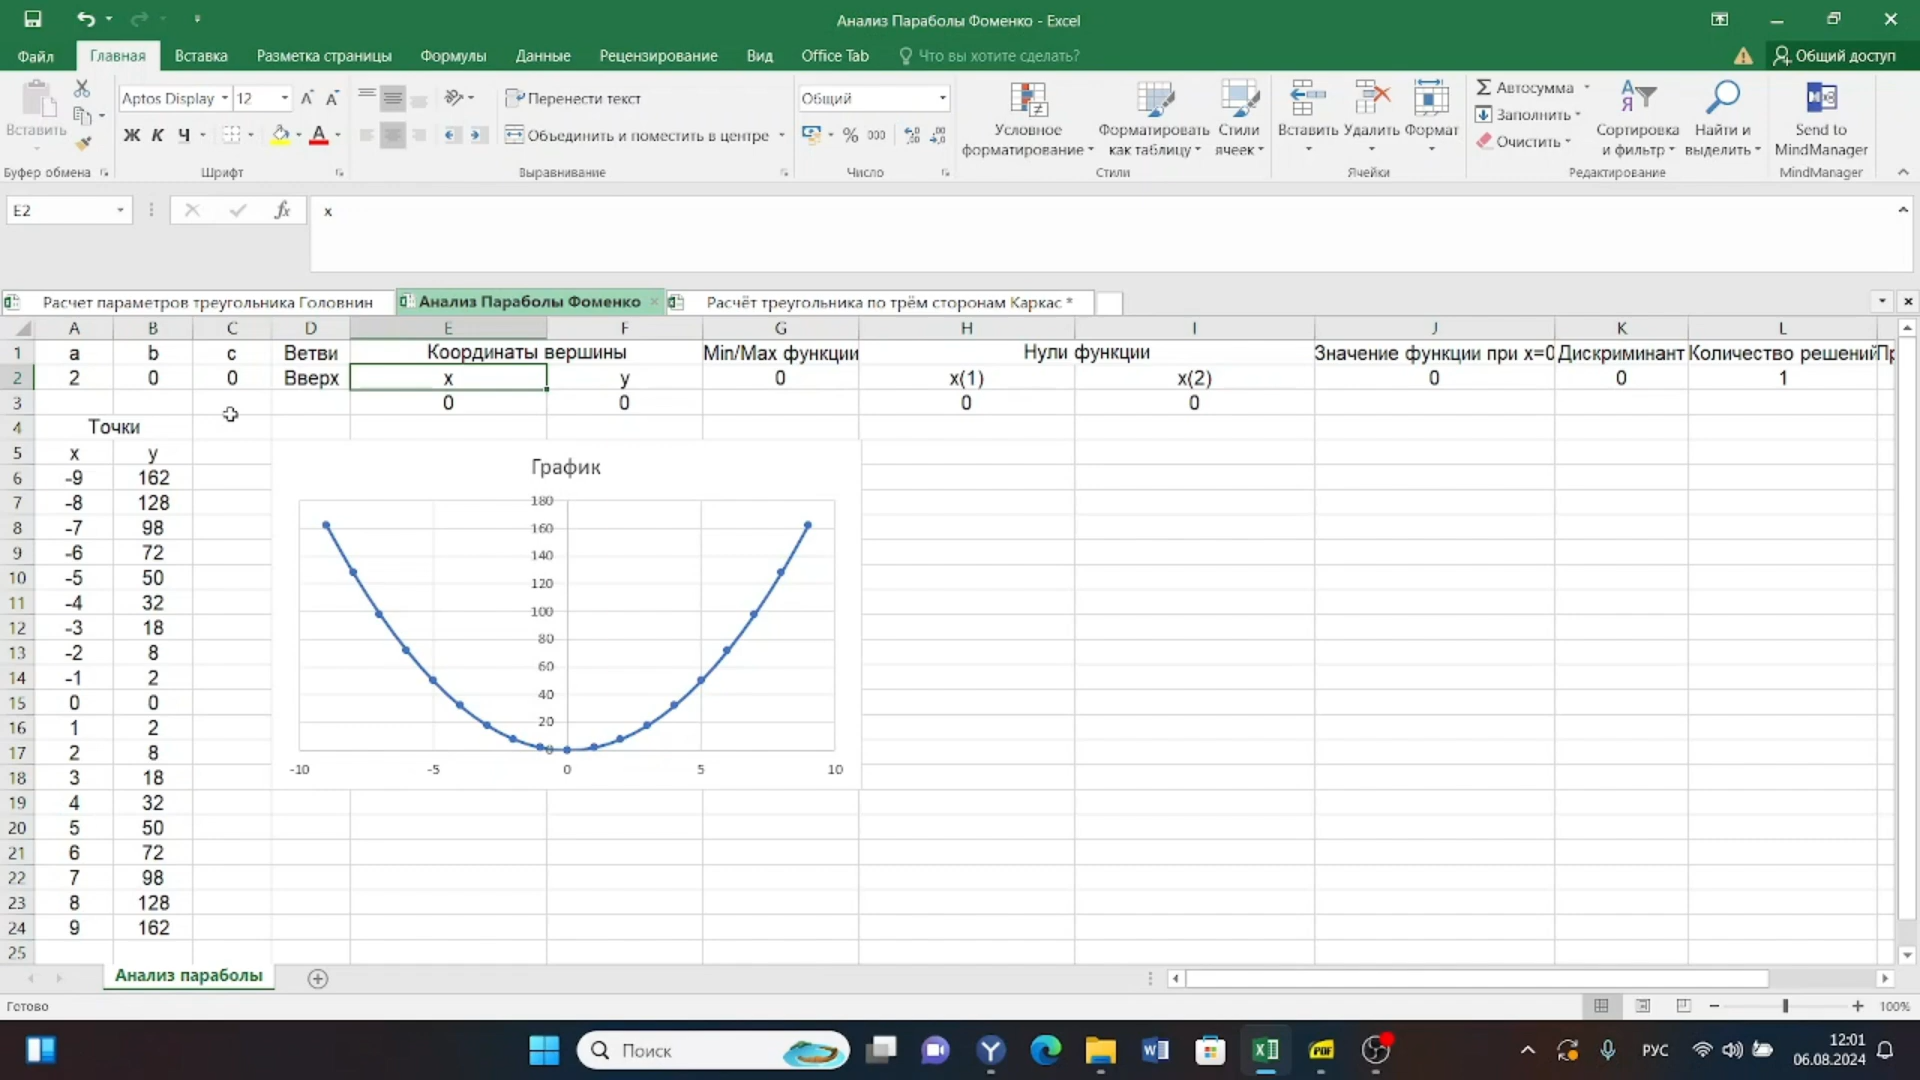 Анализ Параболы Фоменко - Excel
Файл Главная Вставка Разметка страницы Формулы Данные Рецензирование Вид Office Tab Что вы хотите сделать? Общий доступ
Вставить
Буфер обмена
Aptos Display 12
Ж К Ч
Шрифт
Перенести текст
Объединить и поместить в центре
Выравнивание
Общий
% 000
Число
Условное форматирование
Форматировать как таблицу
Стили ячеек
Стили
Вставить Удалить Формат
Ячейки
Автосумма
Заполнить
Очистить
Сортировка и фильтр
Найти и выделить
Редактирование
Send to MindManager
MindManager
E2 fx x
Расчет параметров треугольника Головнин Анализ Параболы Фоменко Расчёт треугольника по трём сторонам Каркас *
A B C D E F G H I J K L
1 a b c Ветви Координаты вершины Min/Max функции Нули функции Значение функции при x=0 Дискриминант Количество решений Пр
2 2 0 0 Вверх x y 0 x(1) x(2) 0 0 1
3 0 0 0 0
4 Точки
5 x y
6 -9 162
7 -8 128
8 -7 98
9 -6 72
10 -5 50
11 -4 32
12 -3 18
13 -2 8
14 -1 2
15 0 0
16 1 2
17 2 8
18 3 18
19 4 32
20 5 50
21 6 72
22 7 98
23 8 128
24 9 162
25
График
180
160
140
120
100
80
60
40
20
0
-10 -5 0 5 10
Анализ параболы
Готово 100%
Поиск
РУС
12:01
06.08.2024